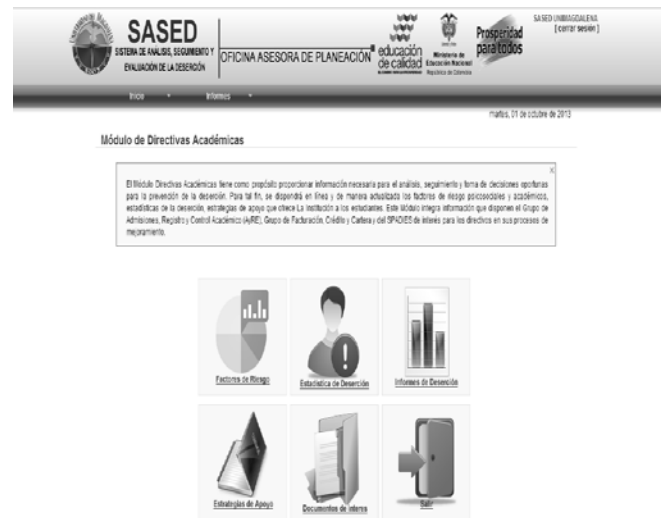 SASED
SISTEMA DE ANÁLISIS, SEGUIMIENTO Y
EVALUACIÓN DE LA DESERCIÓN
OFICINA ASESORA DE PLANEACIÓN
educación
de calidad
Ministerio de
Educación Nacional
República de Colombia
Prosperidad
para todos
SASED UNIMAGDALENA
[ cerrar sesión ]
Inicio
Informes
martes, 01 de octubre de 2013
Módulo de Directivas Académicas
X
El Módulo Directivas Académicas tiene como propósito proporcionar información necesaria para el análisis, seguimiento y toma de decisiones oportunas
para la prevención de la deserción. Para tal fin, se dispondrá en línea y de manera actualizada los factores de riesgo psicosociales y académicos,
estadísticas de la deserción, estrategias de apoyo que ofrece La Institución a los estudiantes. Este Módulo integra información que disponen el Grupo de
Admisiones, Registro y Control Académico (AyRE), Grupo de Facturación, Crédito y Cartera y del SPADIES de interés para los directivos en sus procesos de
mejoramiento.
Factores de Riesgo
Estadística de Deserción
Informes de Deserción
Estrategias de Apoyo
Documentos de interes
Salir